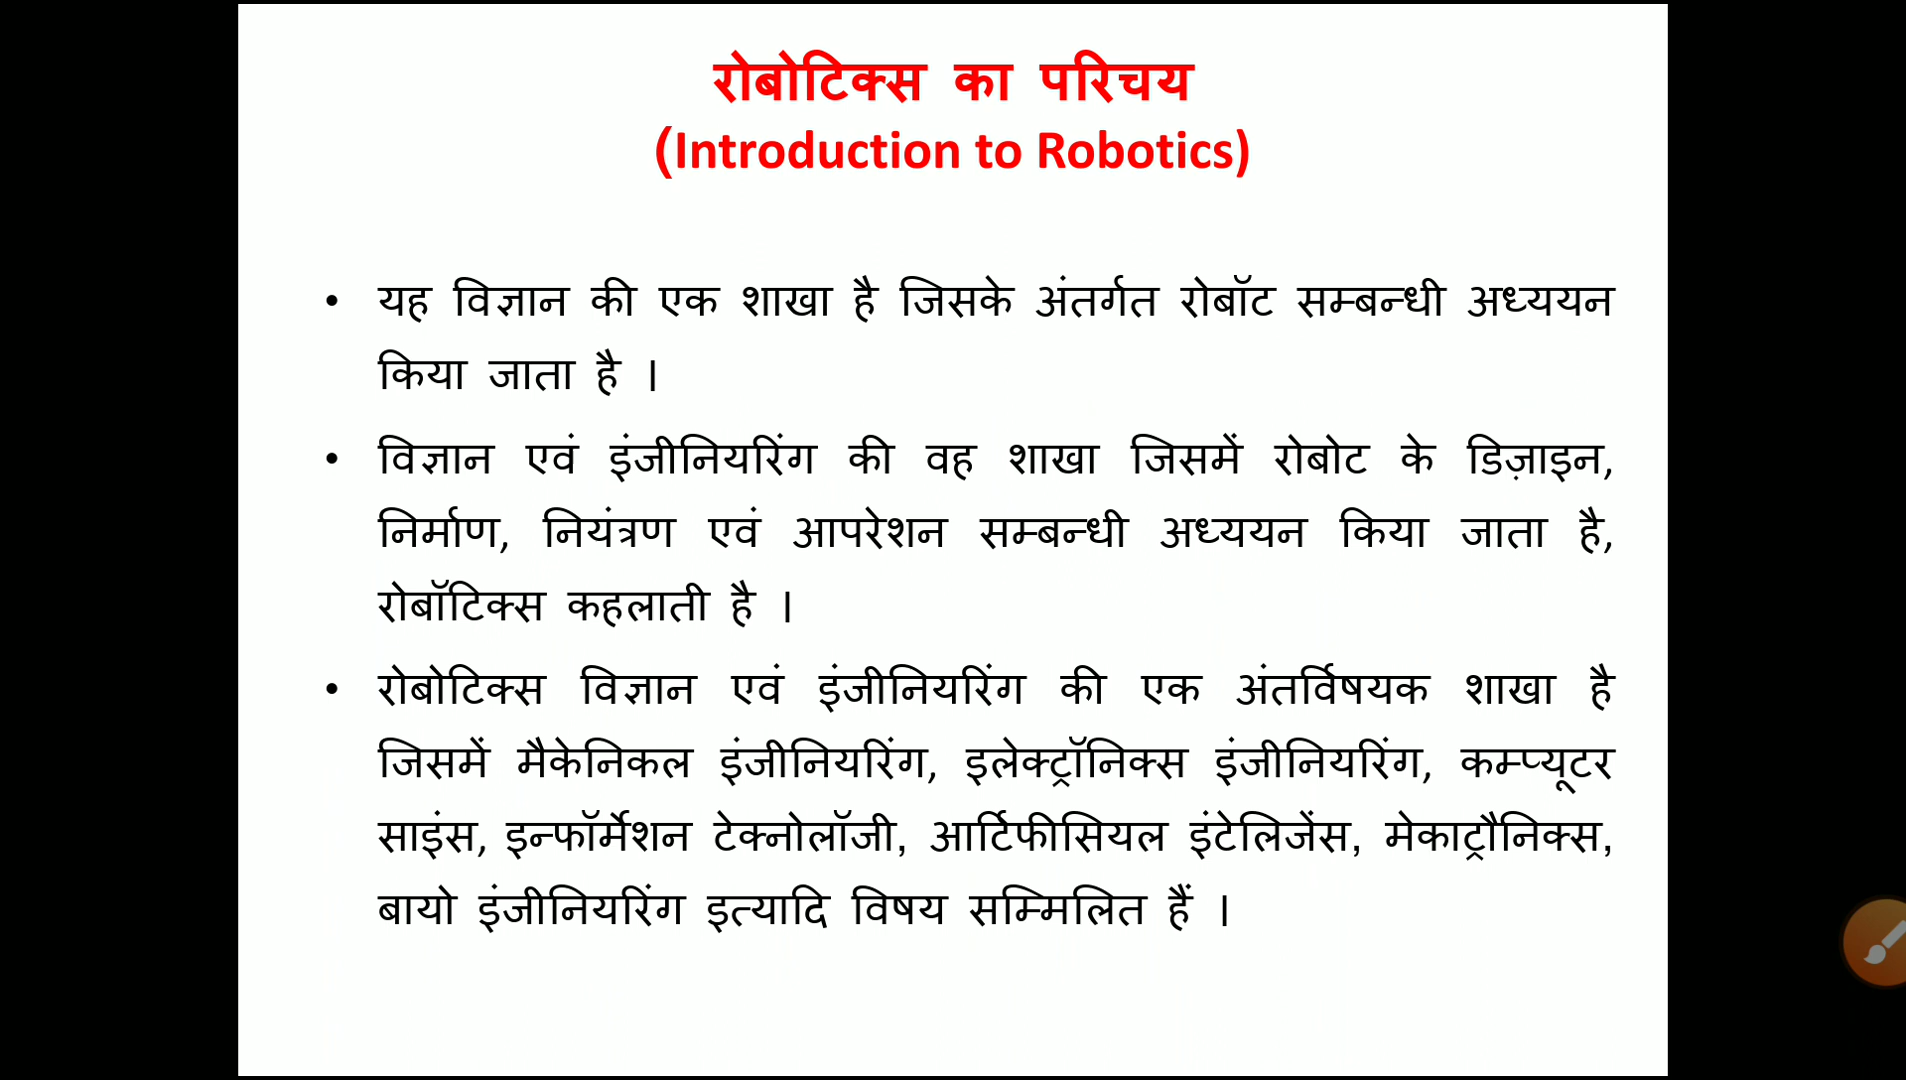 रोबोटिक्स का परिचय
(Introduction to Robotics)
• यह विज्ञान की एक शाखा है जिसके अंतर्गत रोबॉट सम्बन्धी अध्ययन
किया जाता है ।
• विज्ञान एवं इंजीनियरिंग की वह शाखा जिसमें रोबोट के डिज़ाइन,
निर्माण, नियंत्रण एवं आपरेशन सम्बन्धी अध्ययन किया जाता है,
रोबॉटिक्स कहलाती है ।
• रोबोटिक्स विज्ञान एवं इंजीनियरिंग की एक अंतर्विषयक शाखा है
जिसमें मैकेनिकल इंजीनियरिंग, इलेक्ट्रॉनिक्स इंजीनियरिंग, कम्प्यूटर
साइंस, इन्फॉर्मेशन टेक्नोलॉजी, आर्टिफीसियल इंटेलिजेंस, मेकाट्रौनिक्स,
बायो इंजीनियरिंग इत्यादि विषय सम्मिलित हैं ।